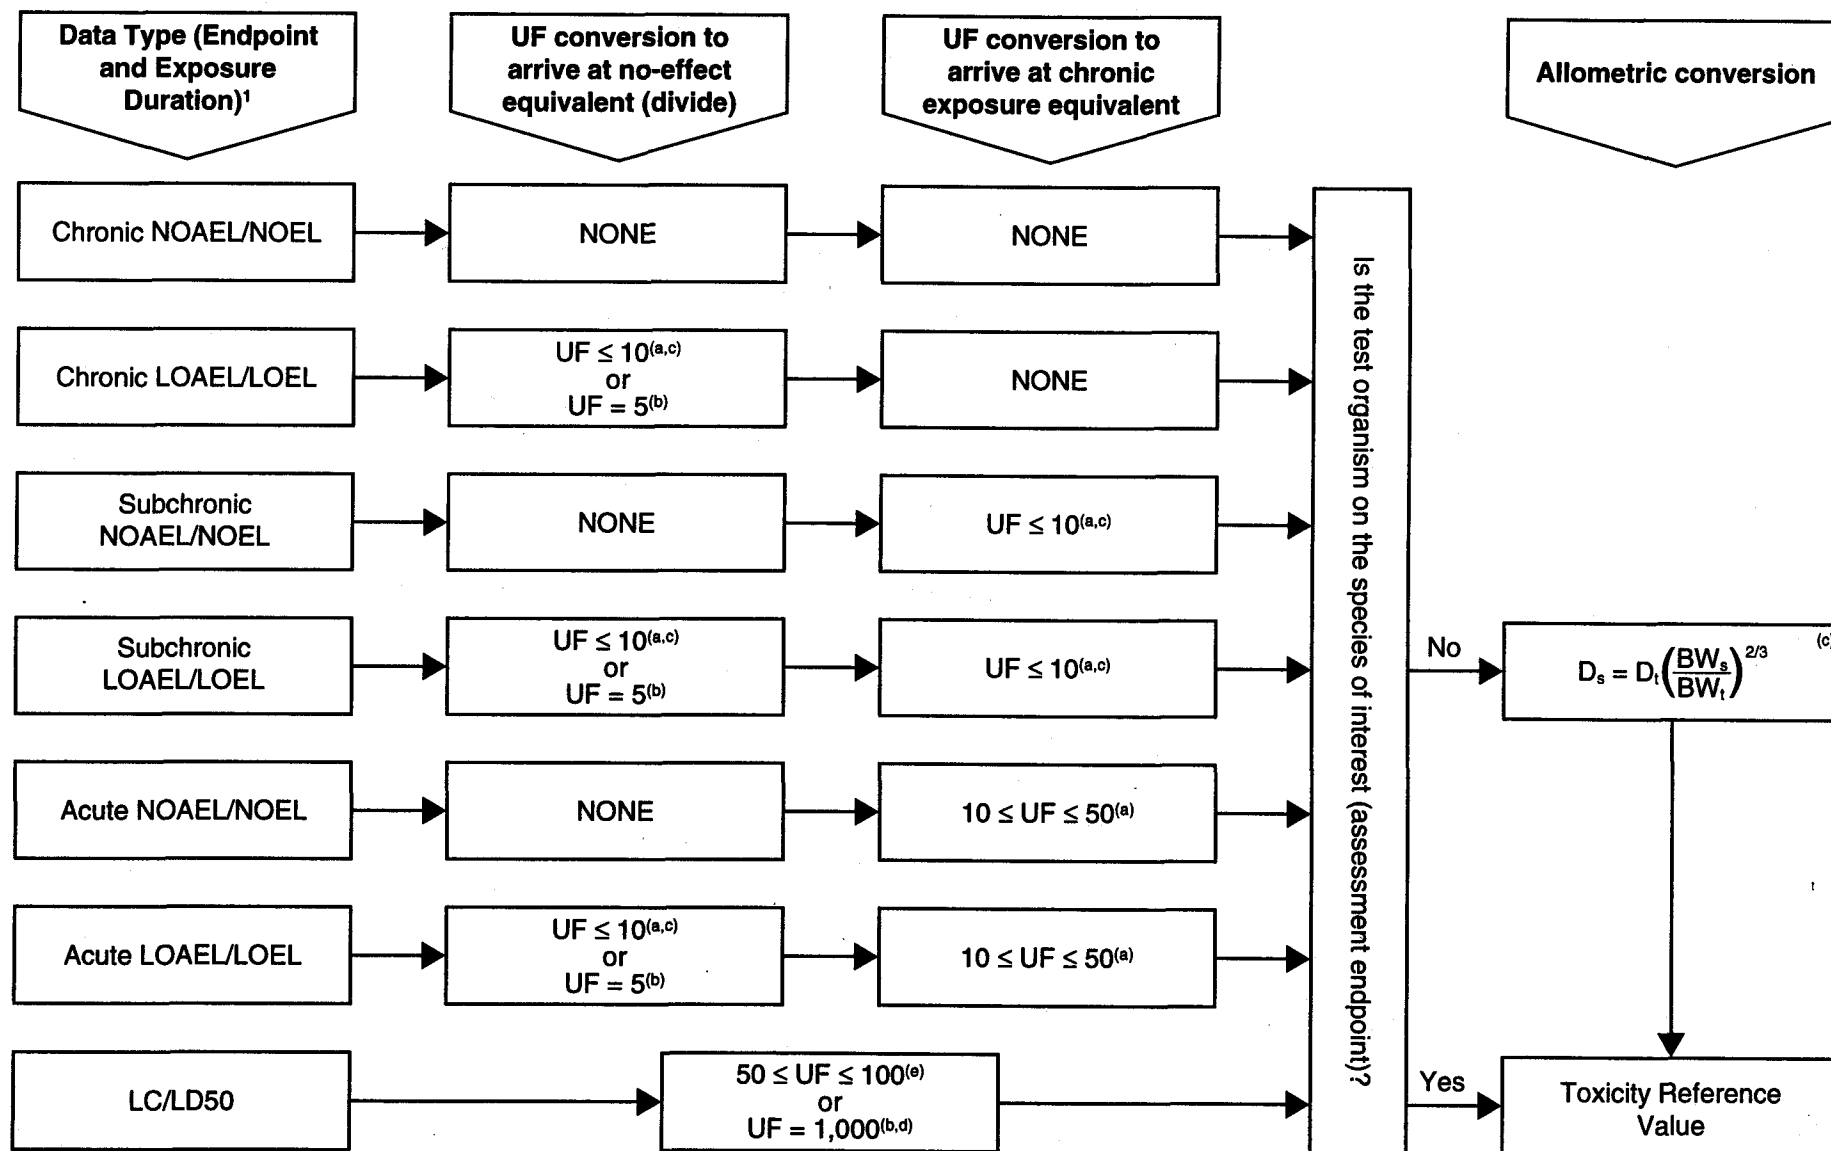 Data Type (Endpoint
and Exposure
Duration)¹
UF conversion to
arrive at no-effect
equivalent (divide)
UF conversion to
arrive at chronic
exposure equivalent
Allometric conversion
Chronic NOAEL/NOEL
NONE
NONE
Chronic LOAEL/LOEL
UF ≤ 10(a,c)
or
UF = 5(b)
NONE
Subchronic
NOAEL/NOEL
NONE
UF ≤ 10(a,c)
Subchronic
LOAEL/LOEL
UF ≤ 10(a,c)
or
UF = 5(b)
UF ≤ 10(a,c)
Acute NOAEL/NOEL
NONE
10 ≤ UF ≤ 50(a)
Acute LOAEL/LOEL
UF ≤ 10(a,c)
or
UF = 5(b)
10 ≤ UF ≤ 50(a)
LC/LD50
50 ≤ UF ≤ 100(e)
or
UF = 1,000(b,d)
Is the test organism on the species of interest (assessment endpoint)?
No
Ds = Dt(BWs/BWt)2/3 (c)
Yes
Toxicity Reference
Value